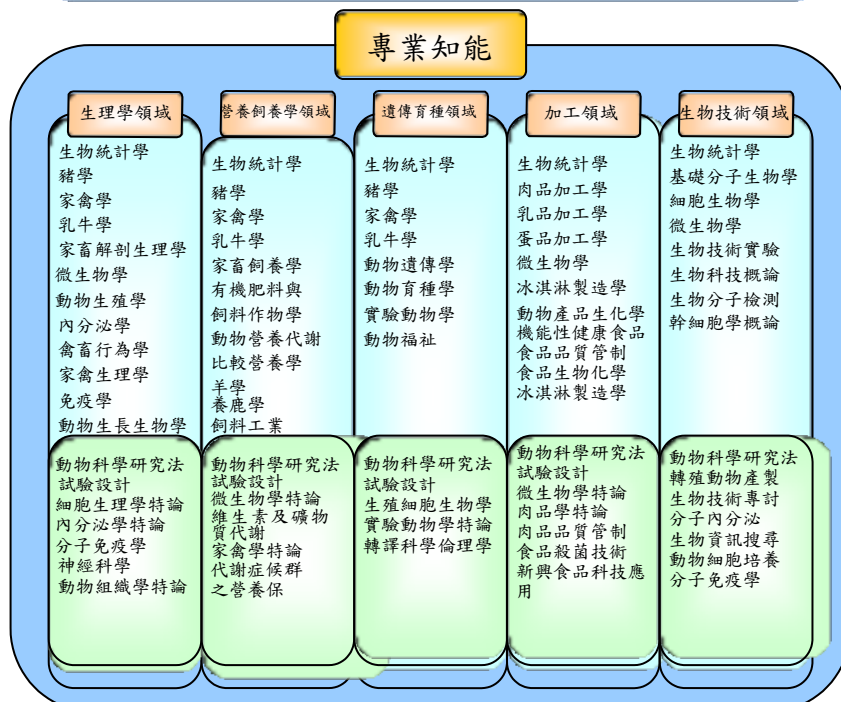 專業知能
生理學領域
生物統計學
豬學
家禽學
乳牛學
家畜解剖生理學
微生物學
動物生殖學
內分泌學
禽畜行為學
家禽生理學
免疫學
動物生長生物學
動物科學研究法
試驗設計
細胞生理學特論
內分泌學特論
分子免疫學
神經科學
動物組織學特論
營養飼養學領域
生物統計學
豬學
家禽學
乳牛學
家畜飼養學
有機肥料與
飼料作物學
動物營養代謝
比較營養學
羊學
養鹿學
飼料工業
動物科學研究法
試驗設計
微生物學特論
維生素及礦物
質代謝
家禽學特論
代謝症候群
之營養保
遺傳育種領域
生物統計學
豬學
家禽學
乳牛學
動物遺傳學
動物育種學
實驗動物學
動物福祉
動物科學研究法
試驗設計
生殖細胞生物學
實驗動物學特論
轉譯科學倫理學
加工領域
生物統計學
肉品加工學
乳品加工學
蛋品加工學
微生物學
冰淇淋製造學
動物產品生化學
機能性健康食品
食品品質管制
食品生物化學
冰淇淋製造學
動物科學研究法
試驗設計
微生物學特論
肉品學特論
肉品品質管制
食品殺菌技術
新興食品科技應
用
生物技術領域
生物統計學
基礎分子生物學
細胞生物學
微生物學
生物技術實驗
生物科技概論
生物分子檢測
幹細胞學概論
動物科學研究法
轉殖動物產製
生物技術專討
分子內分泌
生物資訊搜尋
動物細胞培養
分子免疫學